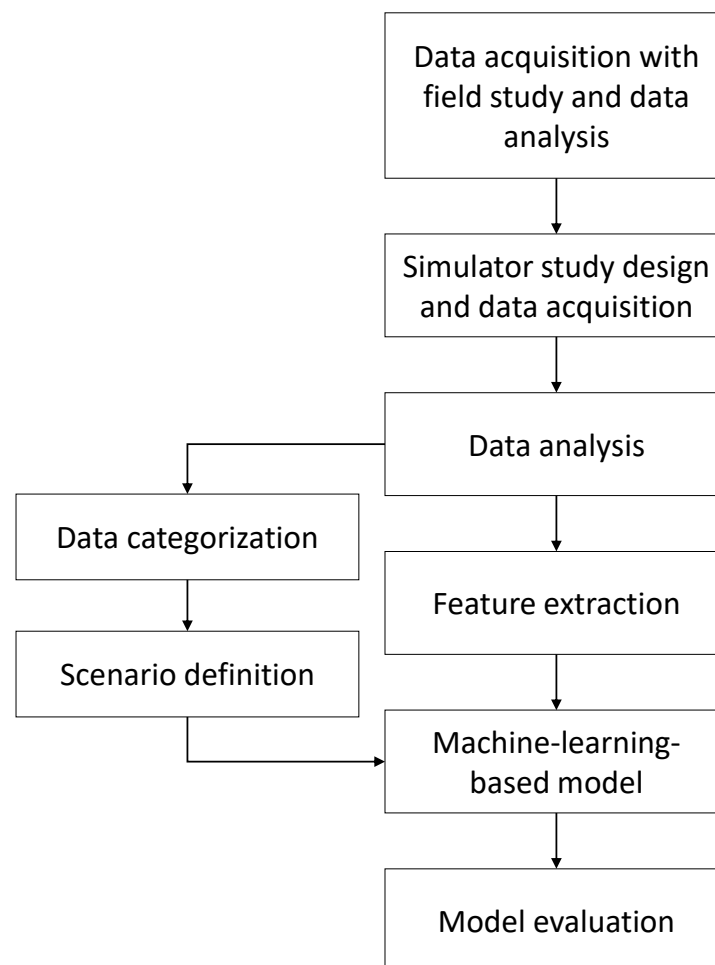 Data acquisition with
field study and data
analysis
Simulator study design
and data acquisition
Data analysis
Data categorization
Feature extraction
Scenario definition
Machine-learning-
based model
Model evaluation